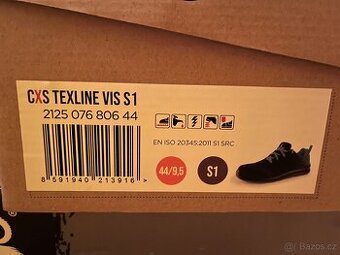 CXS TEXLINE VIS S1
2125 076 806 44
EN ISO 20345:2011 S1 SRC
44/9,5
S1
8 591940 213916 >
Bazos.cz